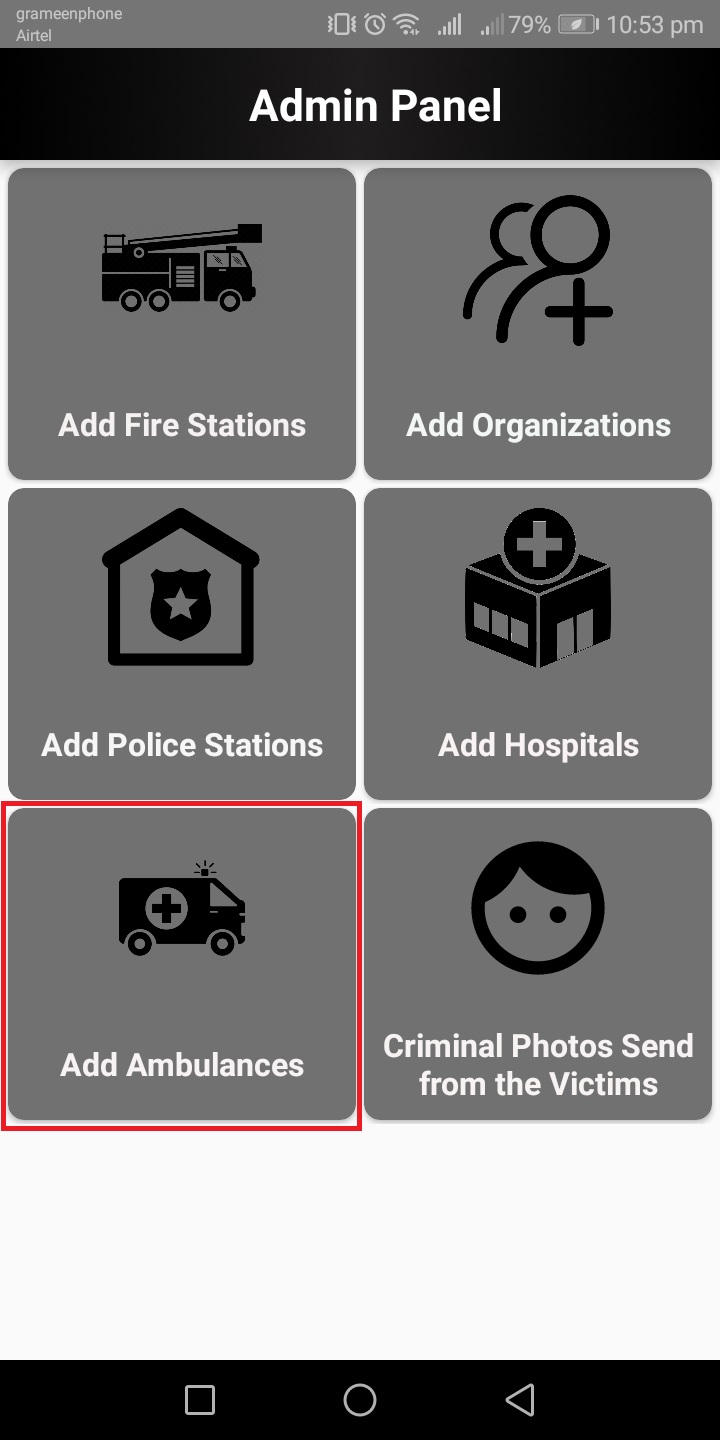 grameenphone
Airtel
79% 10:53 pm
Admin Panel
Add Fire Stations
Add Organizations
Add Police Stations
Add Hospitals
Add Ambulances
Criminal Photos Send
from the Victims